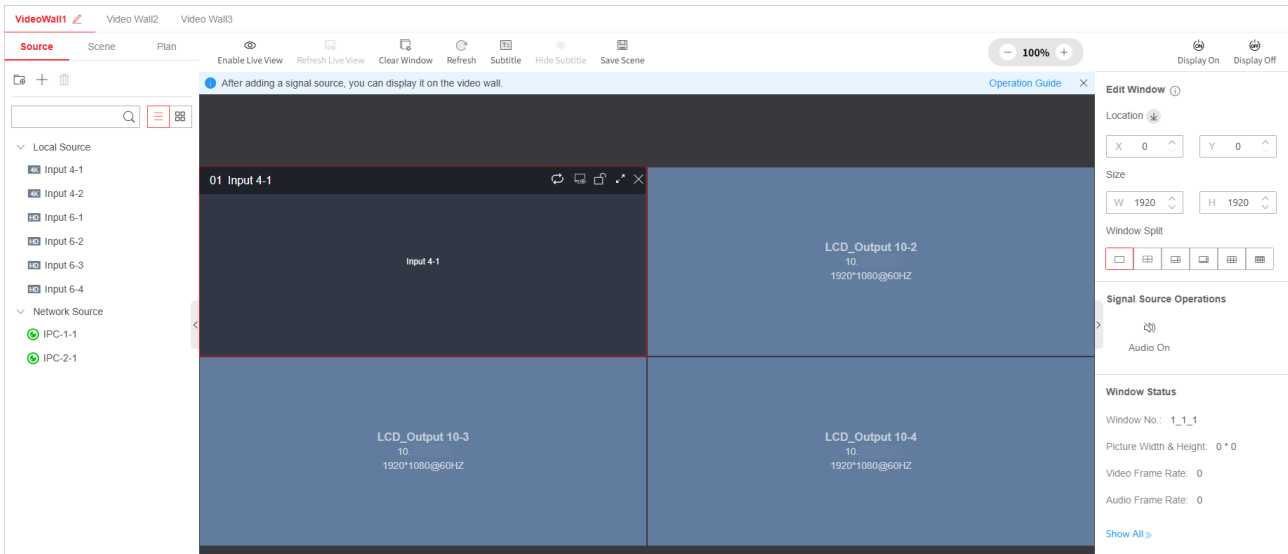 VideoWall1 Video Wall2 Video Wall3
Source Scene Plan
Enable Live View Refresh Live View Clear Window Refresh Subtitle Hide Subtitle Save Scene
100%
Display On Display Off
After adding a signal source, you can display it on the video wall. Operation Guide
Local Source
4K Input 4-1
4K Input 4-2
HD Input 6-1
HD Input 6-2
HD Input 6-3
HD Input 6-4
Network Source
IPC-1-1
IPC-2-1
01 Input 4-1
Input 4-1
LCD_Output 10-2
10.
1920*1080@60HZ
LCD_Output 10-3
10.
1920*1080@60HZ
LCD_Output 10-4
10.
1920*1080@60HZ
Edit Window
Location
X 0 Y 0
Size
W 1920 H 1920
Window Split
Signal Source Operations
Audio On
Window Status
Window No.: 1_1_1
Picture Width & Height: 0 * 0
Video Frame Rate: 0
Audio Frame Rate: 0
Show All